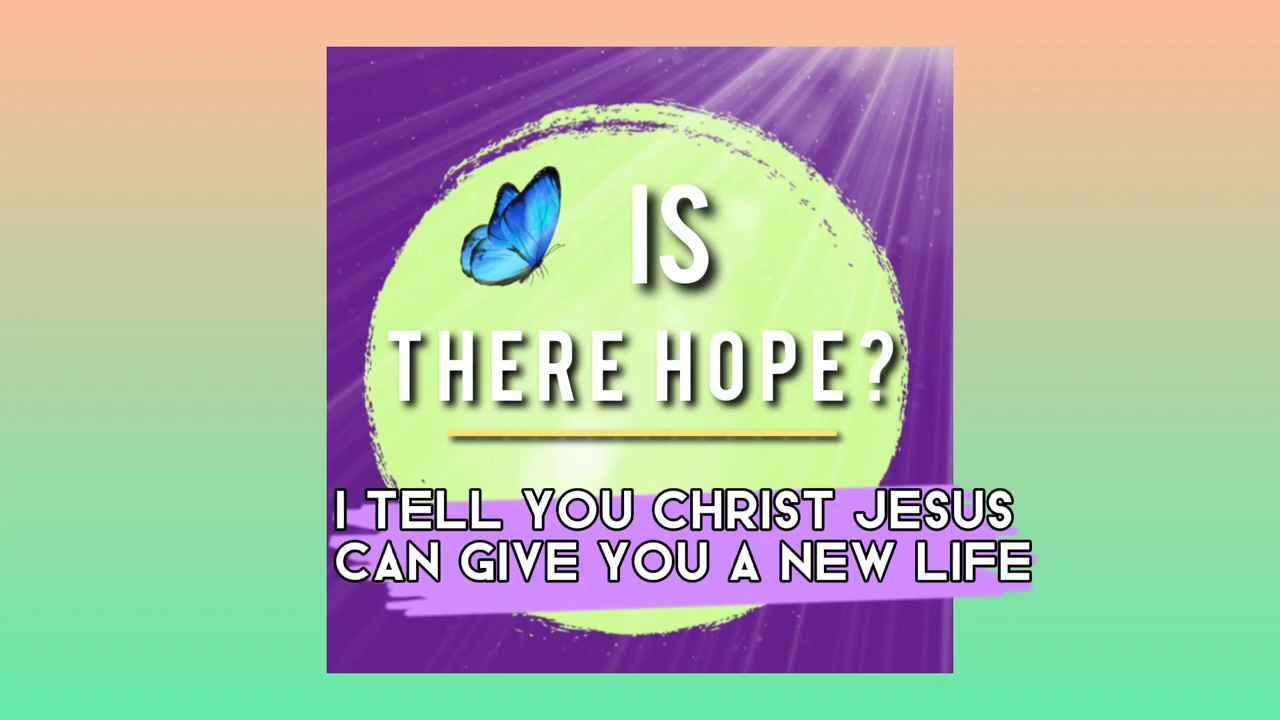 IS
THERE HOPE?
I TELL YOU CHRIST JESUS
CAN GIVE YOU A NEW LIFE